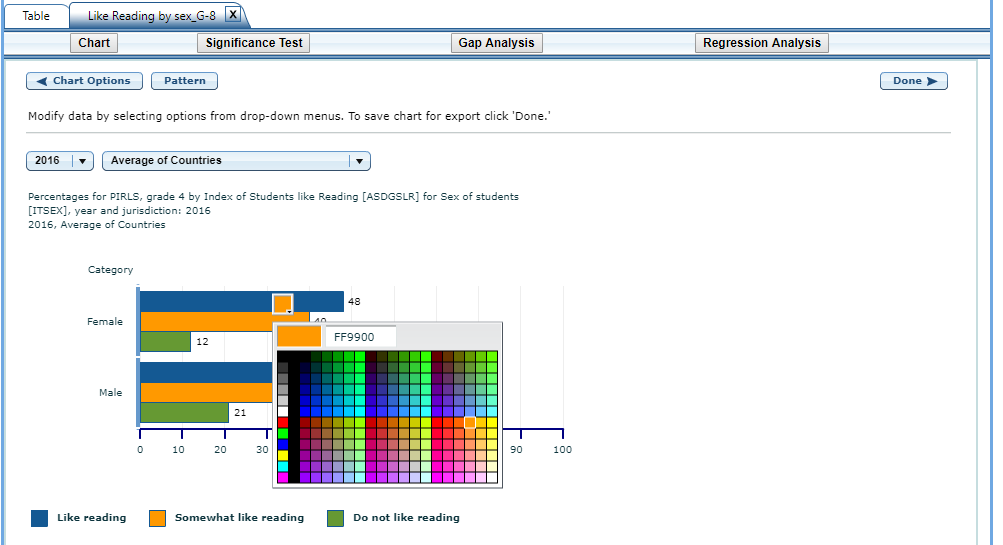 Table Like Reading by sex_G-8 X
Chart Significance Test Gap Analysis Regression Analysis
Chart Options Pattern Done
Modify data by selecting options from drop-down menus. To save chart for export click 'Done.'
2016 Average of Countries
Percentages for PIRLS, grade 4 by Index of Students like Reading [ASDGSLR] for Sex of students
[ITSEX], year and jurisdiction: 2016
2016, Average of Countries
Category
48
Female
FF9900
12
Male
21
0 10 20 30 90 100
Like reading Somewhat like reading Do not like reading